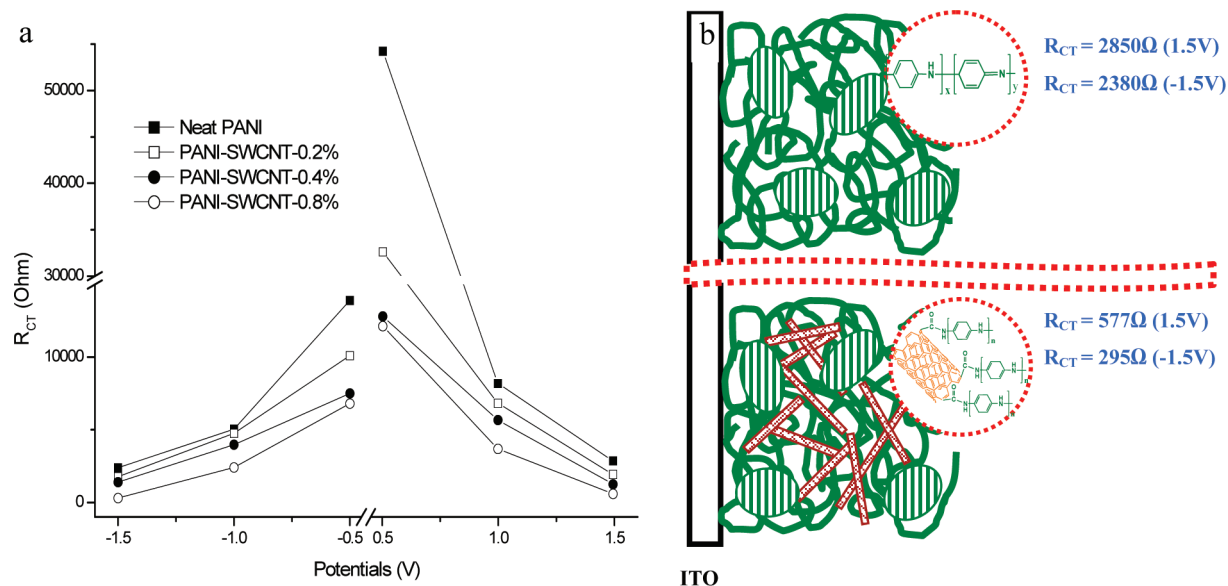 a
55000
50000
Neat PANI
PANI-SWCNT-0.2%
PANI-SWCNT-0.4%
PANI-SWCNT-0.8%
40000
30000
10000
0
R_CT (Ohm)
-1.5
-1.0
-0.5
0.5
1.0
1.5
Potentials (V)
b
H
N
x
N
y
R_CT = 2850Ω (1.5V)
R_CT = 2380Ω (-1.5V)
R_CT = 577Ω (1.5V)
R_CT = 295Ω (-1.5V)
ITO